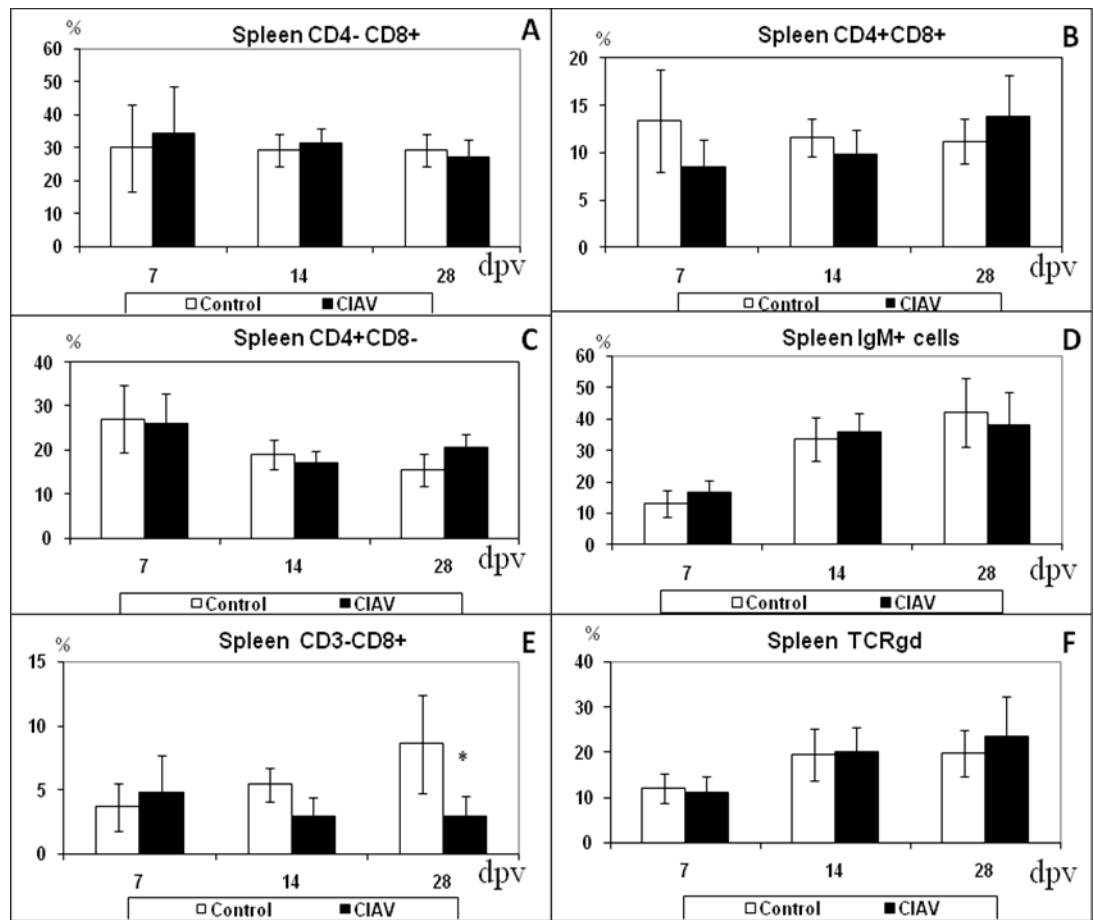 Spleen CD4- CD8+ A
%
60
50
40
30
20
10
0
7 14 28 dpv
Control CIAV
Spleen CD4+CD8+ B
%
20
15
10
5
0
7 14 28 dpv
Control CIAV
Spleen CD4+CD8- C
%
40
30
20
10
0
7 14 28 dpv
Control CIAV
Spleen IgM+ cells D
%
60
50
40
30
20
10
0
7 14 28 dpv
Control CIAV
Spleen CD3-CD8+ E
%
15
10
5
0
*
7 14 28 dpv
Control CIAV
Spleen TCRgd F
%
40
30
20
10
0
7 14 28 dpv
Control CIAV